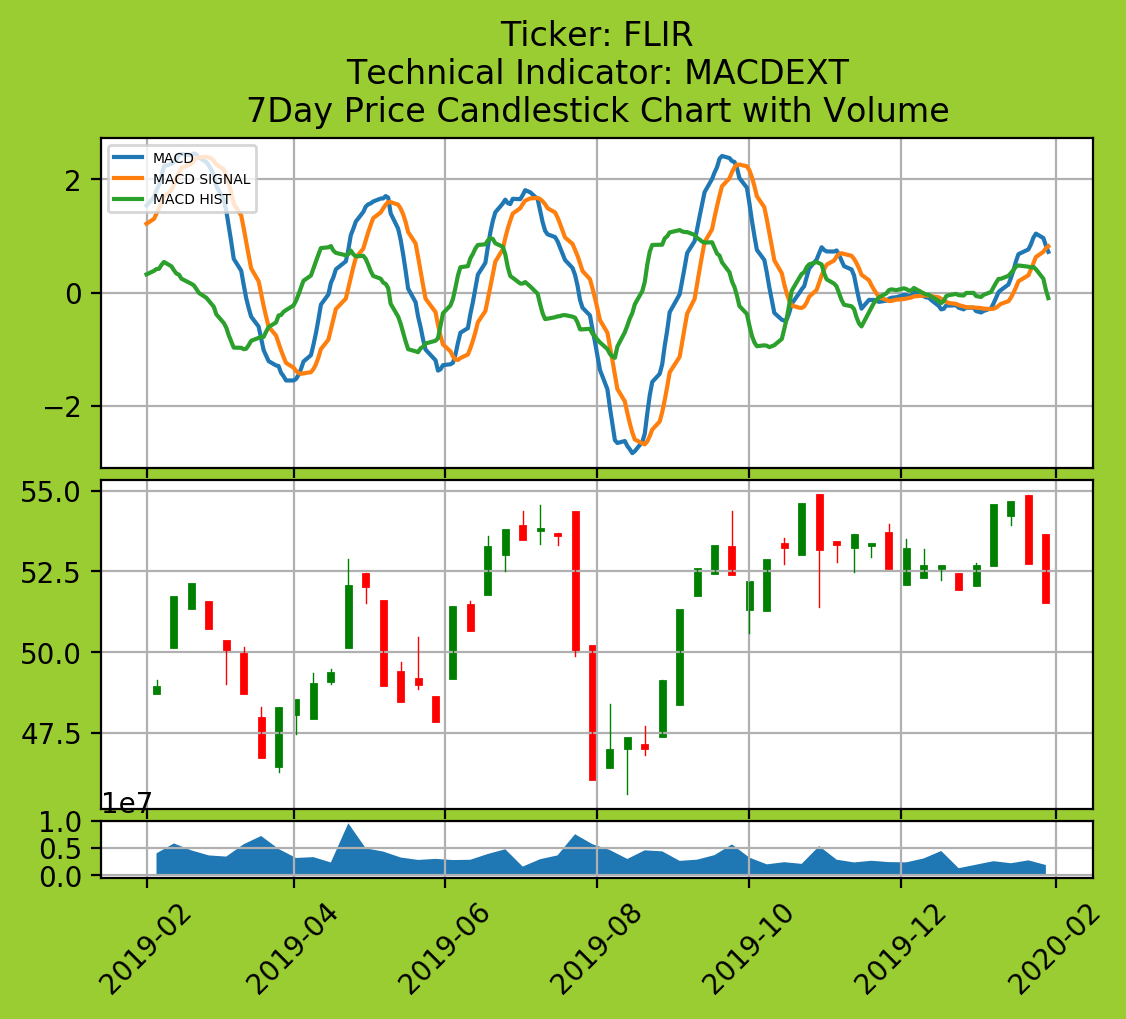 Ticker: FLIR
Technical Indicator: MACDEXT
7Day Price Candlestick Chart with Volume
MACD
MACD SIGNAL
MACD HIST
2
0
−2
55.0
52.5
50.0
47.5
1e7
1.0
0.5
0.0
2019-02
2019-04
2019-06
2019-08
2019-10
2019-12
2020-02